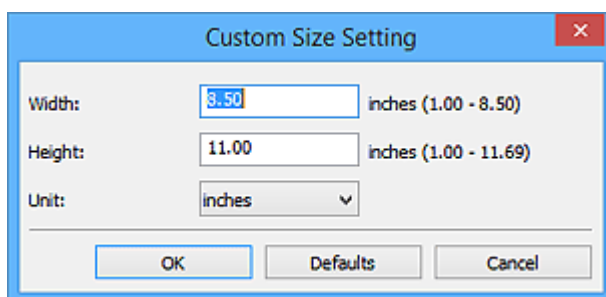 Custom Size Setting
Width: 8.50 inches (1.00 - 8.50)
Height: 11.00 inches (1.00 - 11.69)
Unit: inches
OK Defaults Cancel